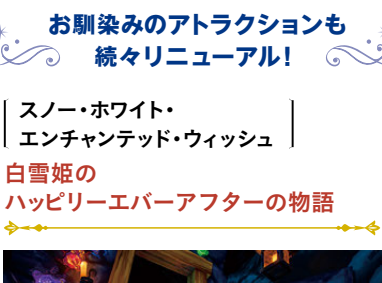 お馴染みのアトラクションも
続々リニューアル!
スノー・ホワイト・
エンチャンテッド・ウィッシュ
白雪姫の
ハッピリーエバーアフターの物語